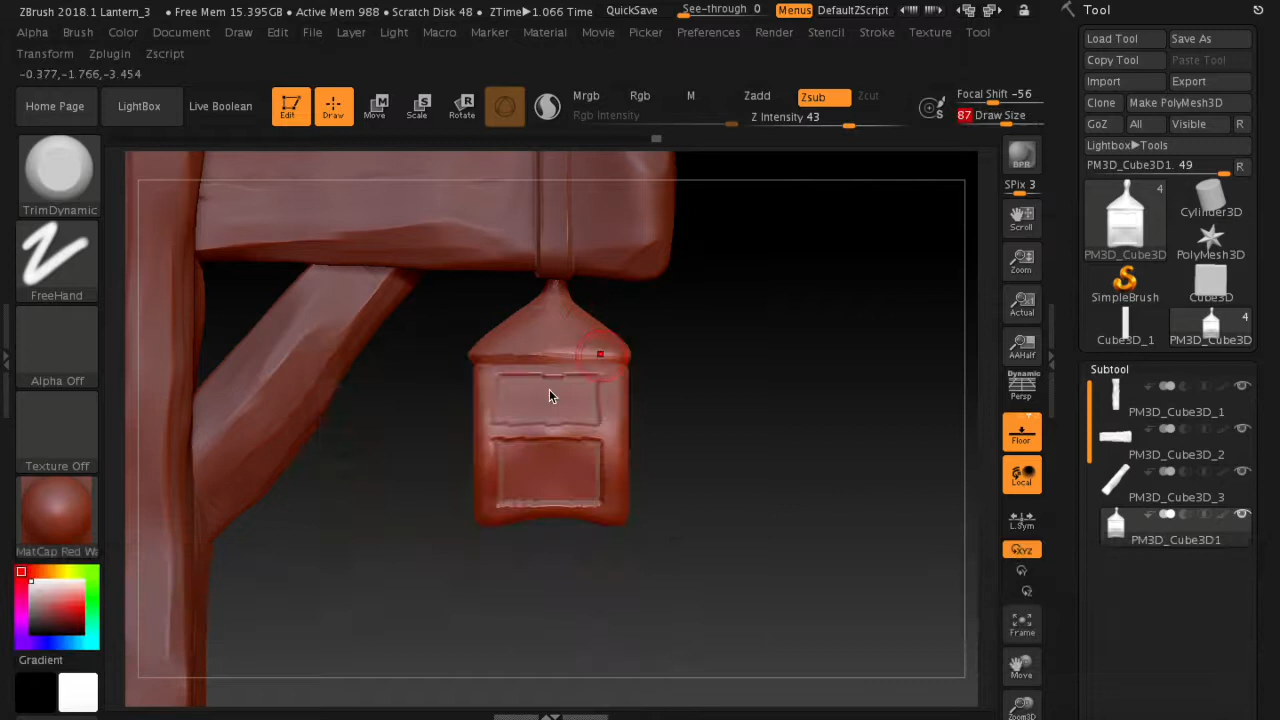 ZBrush 2018.1 Lantern_3 • Free Mem 15.395GB • Active Mem 988 • Scratch Disk 48 • ZTime▶1.066 Time QuickSave See-through 0 Menus DefaultZScript Tool
Alpha Brush Color Document Draw Edit File Layer Light Macro Marker Material Movie Picker Preferences Render Stencil Stroke Texture Tool
Transform Zplugin Zscript
-0.377,-1.766,-3.454
Home Page LightBox Live Boolean Edit Draw Move Scale Rotate
Mrgb Rgb M Zadd Zsub Zcut Focal Shift -56
Rgb Intensity Z Intensity 43 87 Draw Size
Load Tool Save As
Copy Tool Paste Tool
Import Export
Clone Make PolyMesh3D
GoZ All Visible R
Lightbox▶Tools
PM3D_Cube3D1. 49 R
4
Cylinder3D
PM3D_Cube3D PolyMesh3D
SimpleBrush Cube3D
4
Cube3D_1 PM3D_Cube3D
Subtool
PM3D_Cube3D_1
PM3D_Cube3D_2
PM3D_Cube3D_3
PM3D_Cube3D1
TrimDynamic
FreeHand
Alpha Off
Texture Off
MatCap Red Wa
Gradient
BPR
SPix 3
Scroll
Zoom
Actual
AAHalf
Dynamic
Persp
Floor
Local
L.Sym
XYZ
Y
Z
Frame
Move
Zoom3D